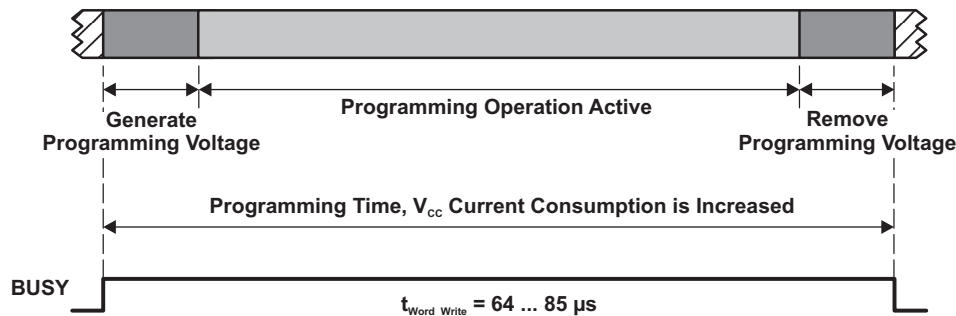 Programming Operation Active
Generate
Programming Voltage
Remove
Programming Voltage
Programming Time, Vcc Current Consumption is Increased
BUSY
tWord Write = 64 ... 85 µs